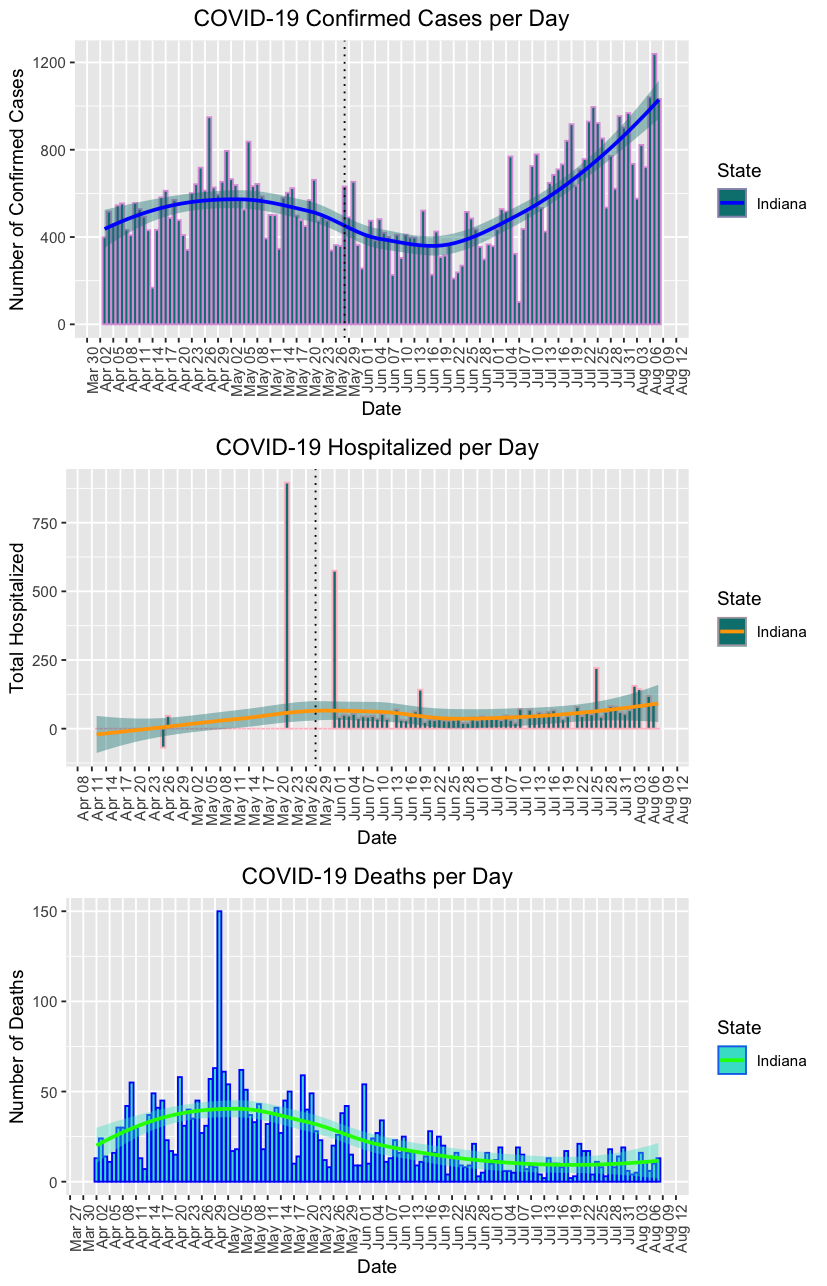 COVID-19 Confirmed Cases per Day
Number of Confirmed Cases
1200
800
400
0
Mar 30
Apr 02
Apr 05
Apr 08
Apr 11
Apr 14
Apr 17
Apr 20
Apr 23
Apr 26
Apr 29
May 02
May 05
May 08
May 11
May 14
May 17
May 20
May 23
May 26
May 29
Jun 01
Jun 04
Jun 07
Jun 10
Jun 13
Jun 16
Jun 19
Jun 22
Jun 25
Jun 28
Jul 01
Jul 04
Jul 07
Jul 10
Jul 13
Jul 16
Jul 19
Jul 22
Jul 25
Jul 28
Jul 31
Aug 03
Aug 06
Aug 09
Aug 12
Date
State
Indiana
COVID-19 Hospitalized per Day
Total Hospitalized
750
500
250
0
Apr 08
Apr 11
Apr 14
Apr 17
Apr 20
Apr 23
Apr 26
Apr 29
May 02
May 05
May 08
May 11
May 14
May 17
May 20
May 23
May 26
May 29
Jun 01
Jun 04
Jun 07
Jun 10
Jun 13
Jun 16
Jun 19
Jun 22
Jun 25
Jun 28
Jul 01
Jul 04
Jul 07
Jul 10
Jul 13
Jul 16
Jul 19
Jul 22
Jul 25
Jul 28
Jul 31
Aug 03
Aug 06
Aug 09
Aug 12
Date
State
Indiana
COVID-19 Deaths per Day
Number of Deaths
150
100
50
0
Mar 27
Mar 30
Apr 02
Apr 05
Apr 08
Apr 11
Apr 14
Apr 17
Apr 20
Apr 23
Apr 26
Apr 29
May 02
May 05
May 08
May 11
May 14
May 17
May 20
May 23
May 26
May 29
Jun 01
Jun 04
Jun 07
Jun 10
Jun 13
Jun 16
Jun 19
Jun 22
Jun 25
Jun 28
Jul 01
Jul 04
Jul 07
Jul 10
Jul 13
Jul 16
Jul 19
Jul 22
Jul 25
Jul 28
Jul 31
Aug 03
Aug 06
Aug 09
Aug 12
Date
State
Indiana